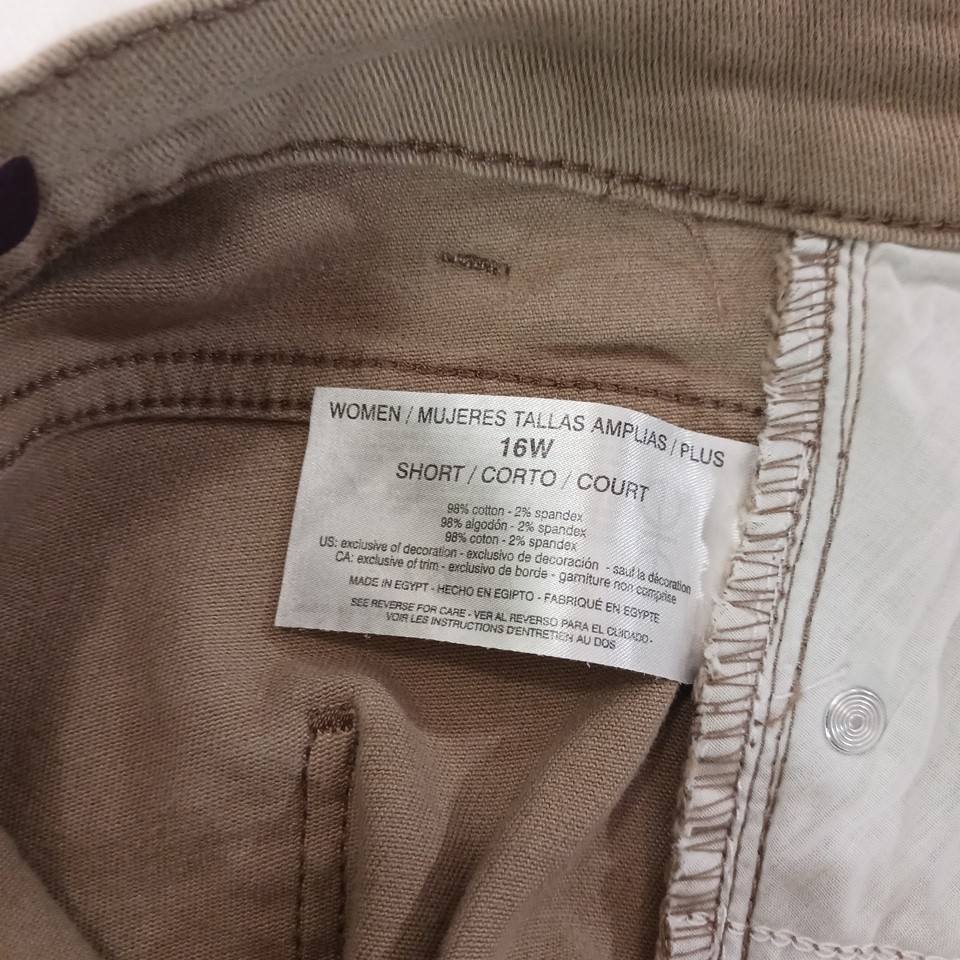 WOMEN / MUJERES TALLAS AMPLIAS / PLUS
16W
SHORT / CORTO / COURT
98% cotton - 2% spandex
98% algodón - 2% spandex
98% coton - 2% spandex
US: exclusive of decoration - exclusivo de decoración - sauf la décoration
CA: exclusive of trim - exclusivo de borde - garniture non comprise
MADE IN EGYPT - HECHO EN EGIPTO - FABRIQUÉ EN EGYPTE
SEE REVERSE FOR CARE - VER AL REVERSO PARA EL CUIDADO -
VOIR LES INSTRUCTIONS D'ENTRETIEN AU DOS